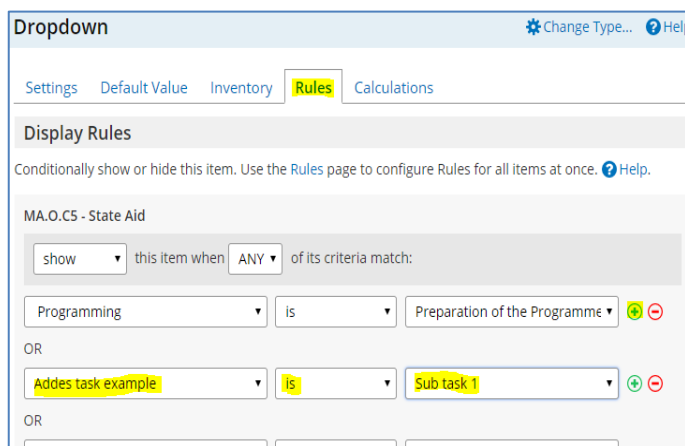 Dropdown Change Type... Hel
Settings Default Value Inventory Rules Calculations
Display Rules
Conditionally show or hide this item. Use the Rules page to configure Rules for all items at once. Help.
MA.O.C5 - State Aid
show this item when ANY of its criteria match:
Programming is Preparation of the Programme
OR
Addes task example is Sub task 1
OR